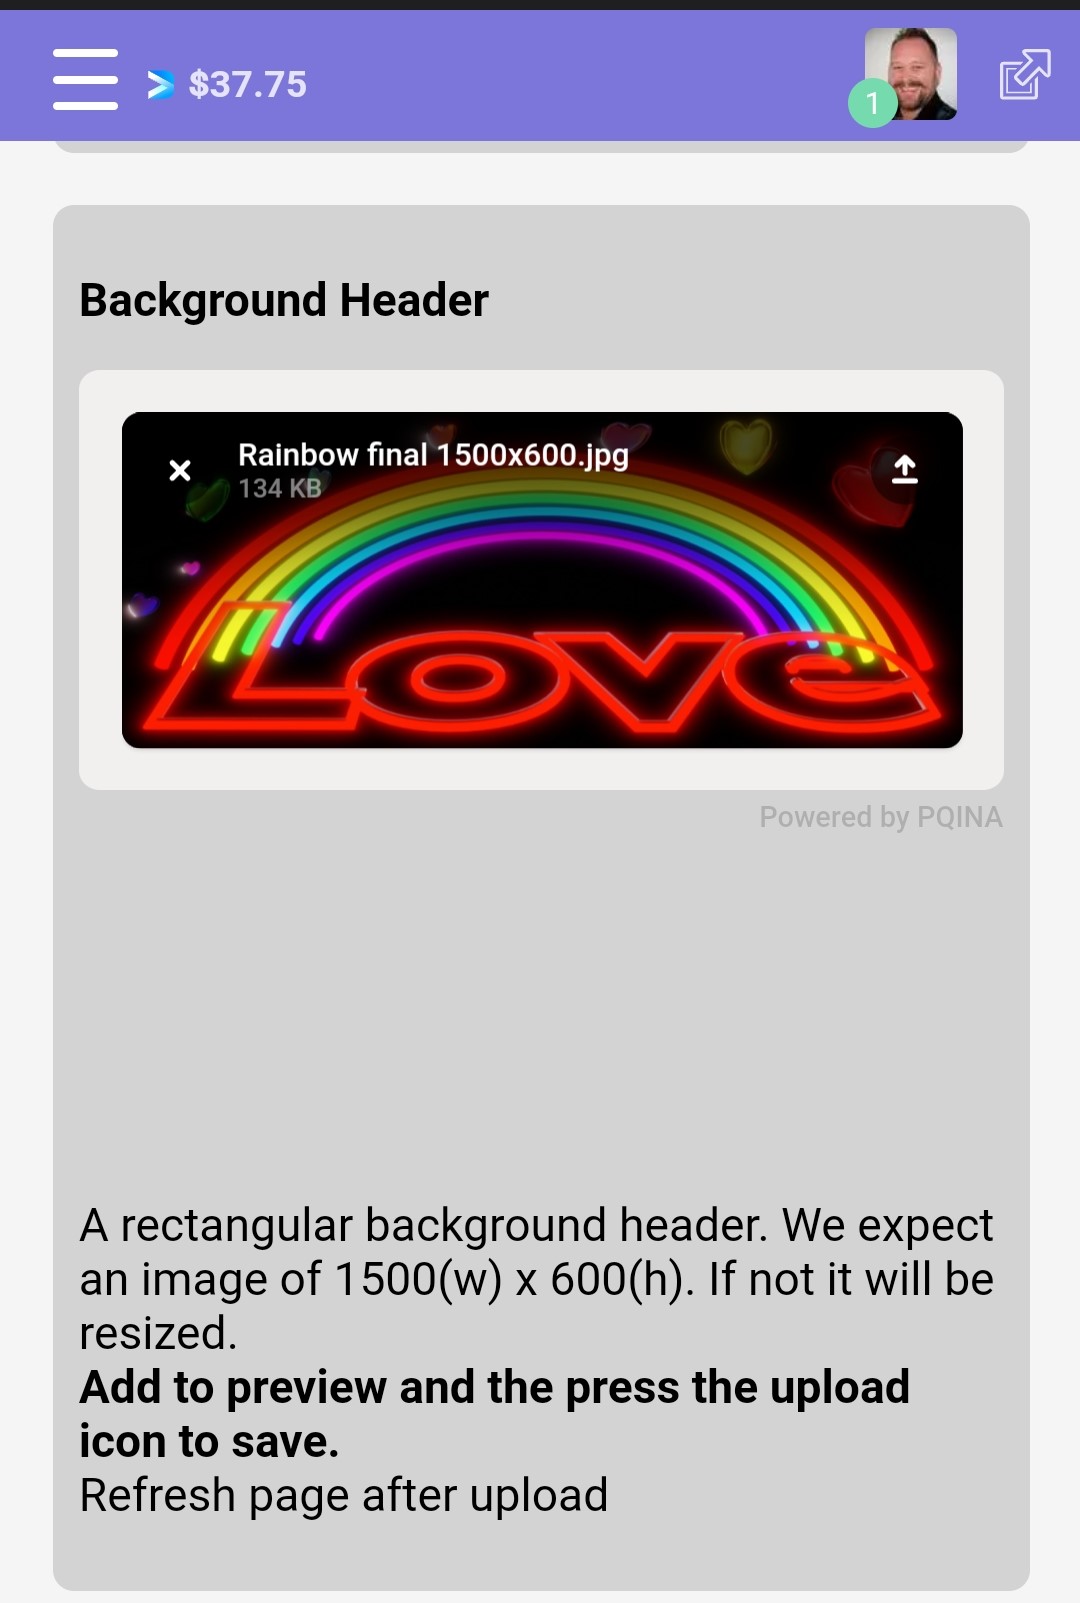 $37.75
1
Background Header
Rainbow final 1500x600.jpg
134 KB
Love
Powered by PQINA
A rectangular background header. We expect
an image of 1500(w) x 600(h). If not it will be
resized.
Add to preview and the press the upload
icon to save.
Refresh page after upload